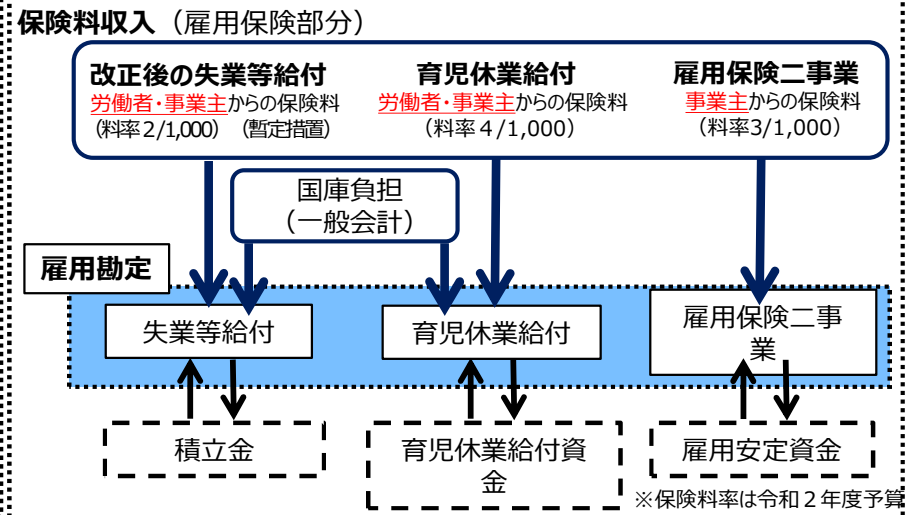 保険料収入（雇用保険部分）
改正後の失業等給付
労働者・事業主からの保険料
（料率２/1,000）（暫定措置）
育児休業給付
労働者・事業主からの保険料
（料率４/1,000）
雇用保険二事業
事業主からの保険料
（料率3/1,000）
国庫負担
（一般会計）
雇用勘定
失業等給付
育児休業給付
雇用保険二事
業
積立金
育児休業給付資
金
雇用安定資金
※保険料率は令和２年度予算